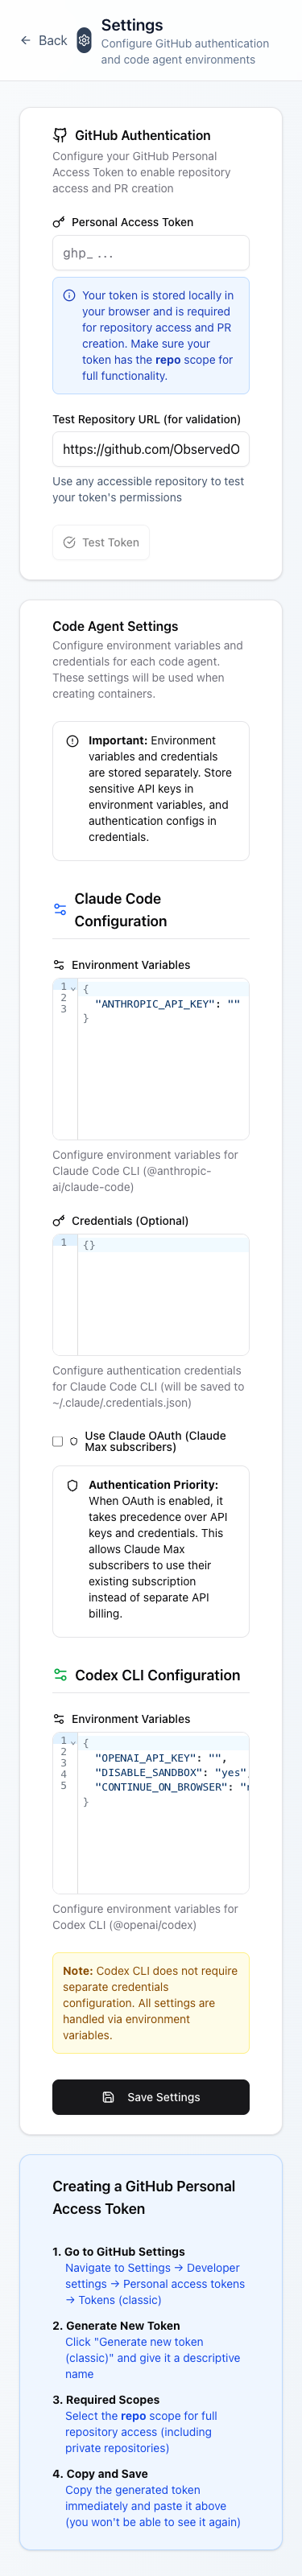 Back
Settings
Configure GitHub authentication
and code agent environments
GitHub Authentication
Configure your GitHub Personal
Access Token to enable repository
access and PR creation
Personal Access Token
ghp_ ...
Your token is stored locally in
your browser and is required
for repository access and PR
creation. Make sure your
token has the repo scope for
full functionality.
Test Repository URL (for validation)
https://github.com/ObservedO
Use any accessible repository to test
your token's permissions
Test Token
Code Agent Settings
Configure environment variables and
credentials for each code agent.
These settings will be used when
creating containers.
Important: Environment
variables and credentials
are stored separately. Store
sensitive API keys in
environment variables, and
authentication configs in
credentials.
Claude Code
Configuration
Environment Variables
1 {
2 "ANTHROPIC_API_KEY": ""
3 }
Configure environment variables for
Claude Code CLI (@anthropic-
ai/claude-code)
Credentials (Optional)
1 {}
Configure authentication credentials
for Claude Code CLI (will be saved to
~/.claude/.credentials.json)
Use Claude OAuth (Claude
Max subscribers)
Authentication Priority:
When OAuth is enabled, it
takes precedence over API
keys and credentials. This
allows Claude Max
subscribers to use their
existing subscription
instead of separate API
billing.
Codex CLI Configuration
Environment Variables
1 {
2 "OPENAI_API_KEY": "",
3 "DISABLE_SANDBOX": "yes",
4 "CONTINUE_ON_BROWSER": "
5 }
Configure environment variables for
Codex CLI (@openai/codex)
Note: Codex CLI does not require
separate credentials
configuration. All settings are
handled via environment
variables.
Save Settings
Creating a GitHub Personal
Access Token
1. Go to GitHub Settings
Navigate to Settings → Developer
settings → Personal access tokens
→ Tokens (classic)
2. Generate New Token
Click "Generate new token
(classic)" and give it a descriptive
name
3. Required Scopes
Select the repo scope for full
repository access (including
private repositories)
4. Copy and Save
Copy the generated token
immediately and paste it above
(you won't be able to see it again)